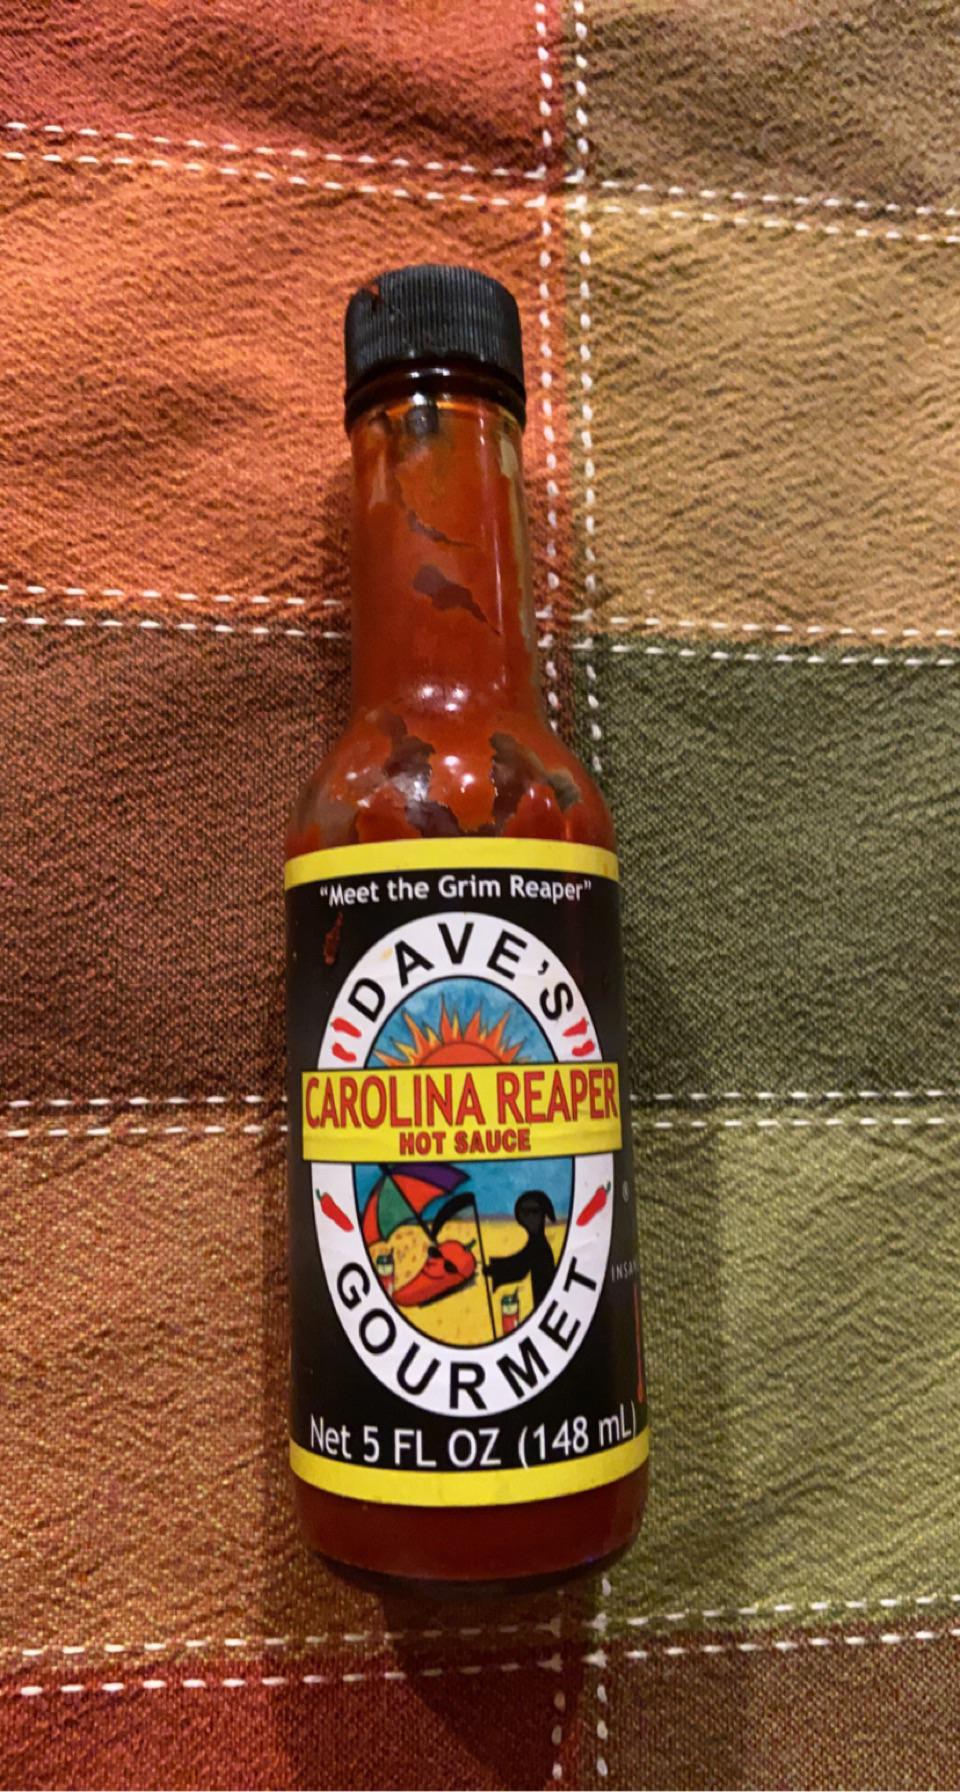 “Meet the Grim Reaper”
DAVE'S
CAROLINA REAPER
HOT SAUCE
GOURMET
Net 5 FL OZ (148 mL)
®